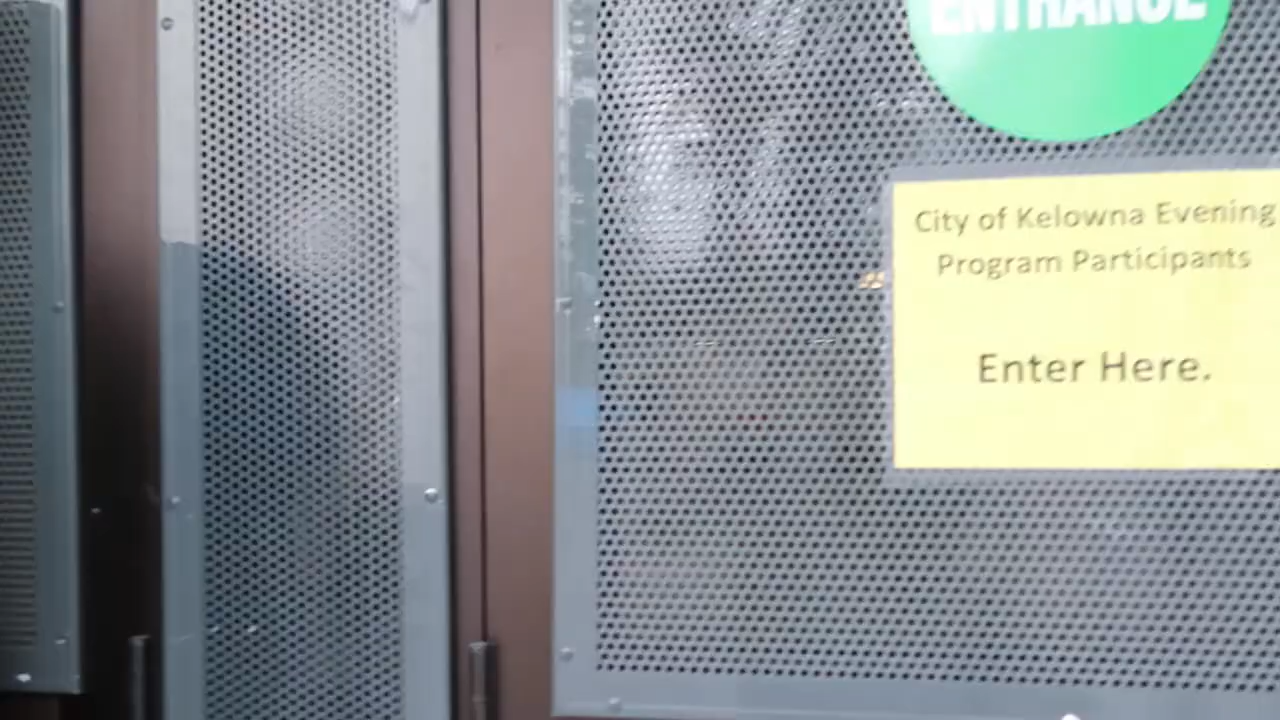 ENTRANCE
City of Kelowna Evening
Program Participants
Enter Here.